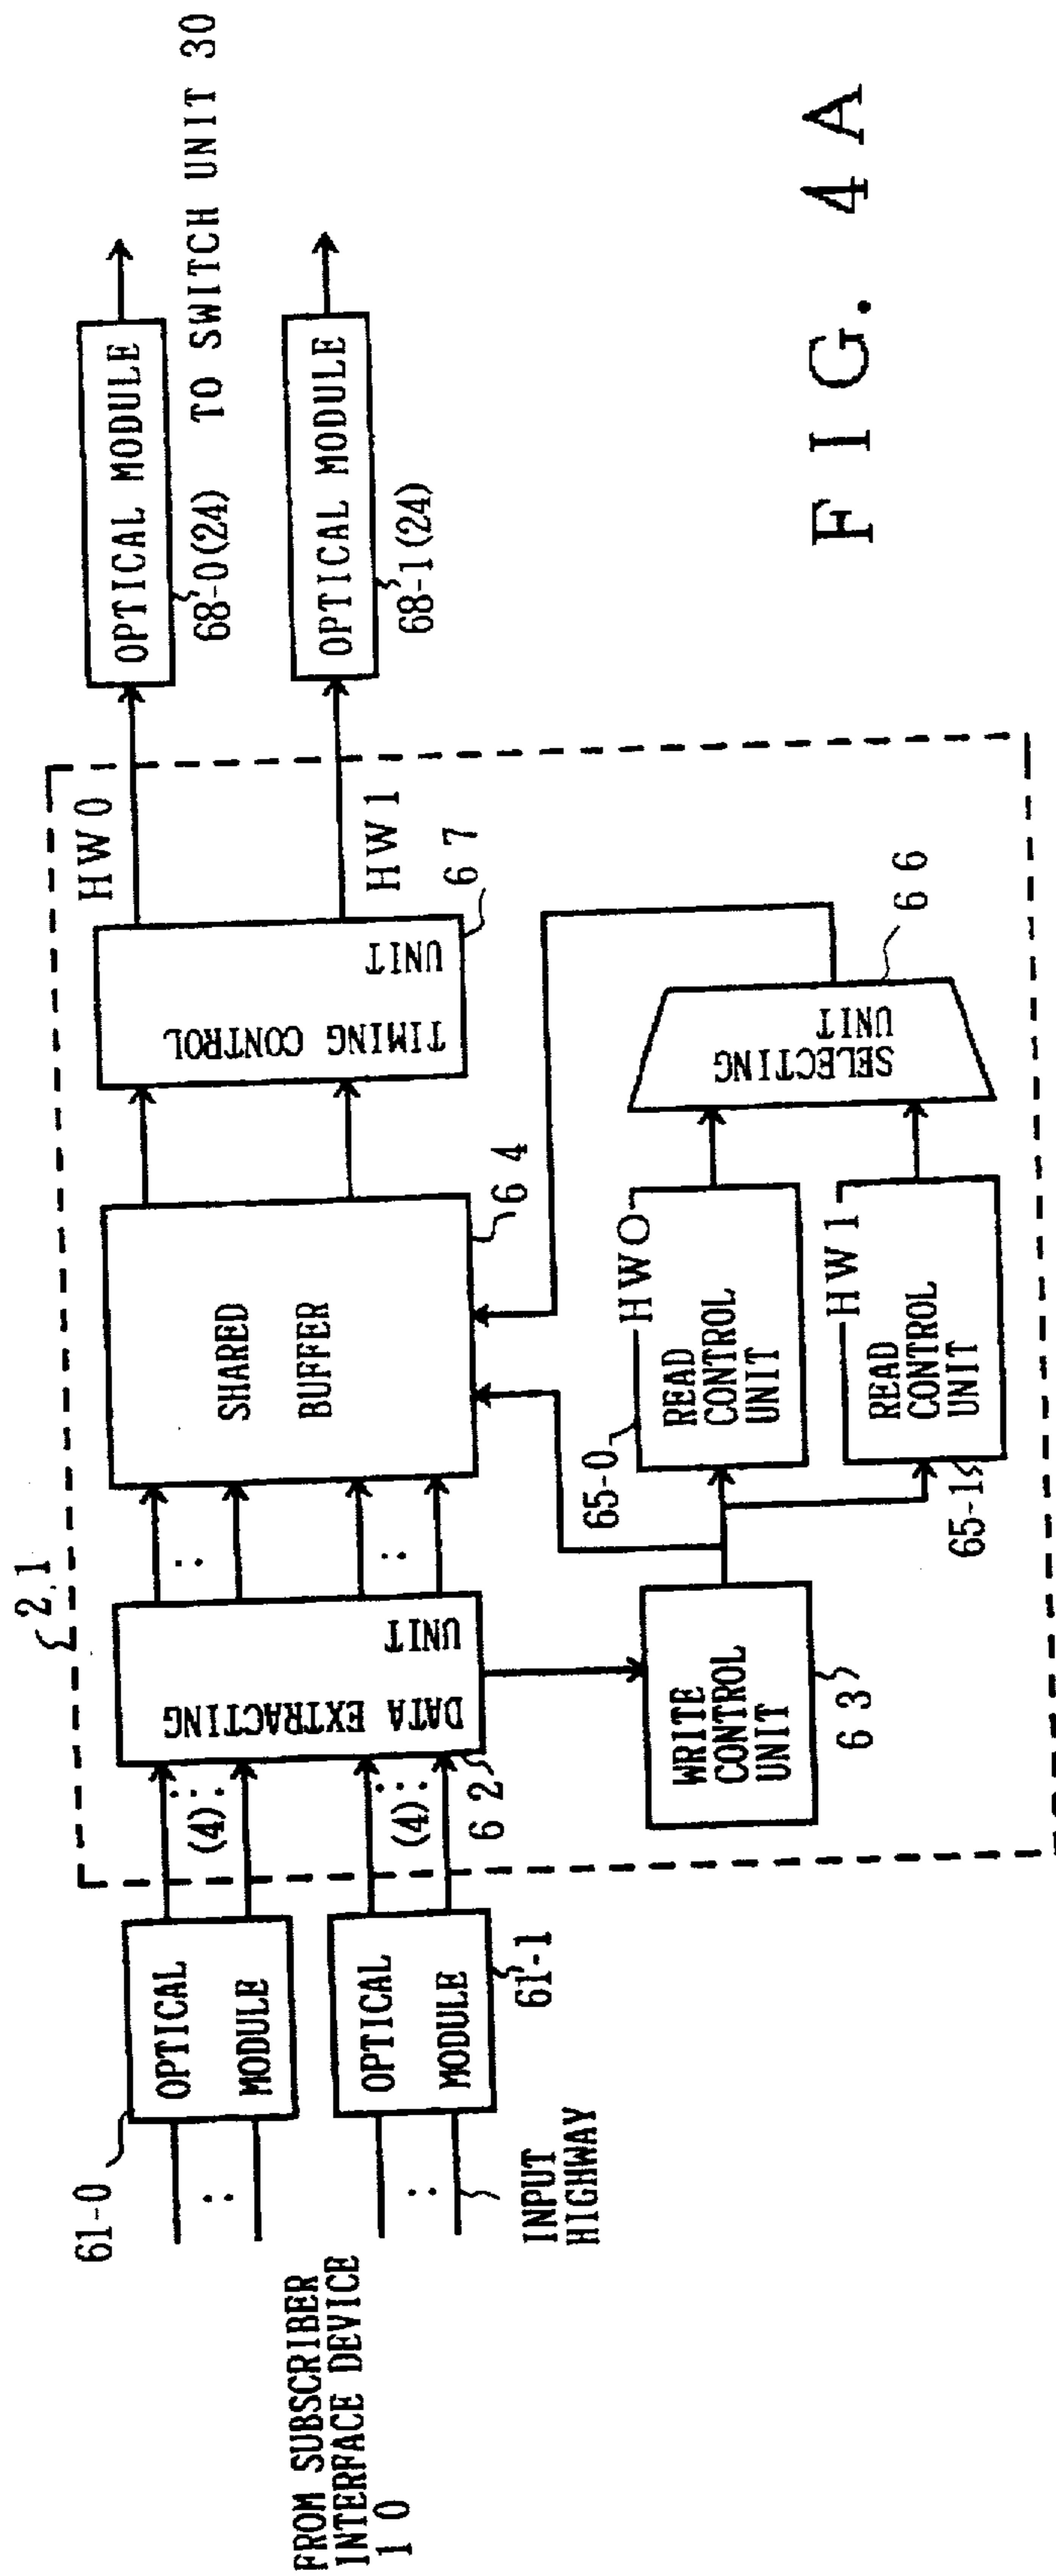 FROM SUBSCRIBER
INTERFACE DEVICE
10
61-0
OPTICAL
MODULE
OPTICAL
MODULE
61-1
INPUT
HIGHWAY
(4)
(4)
21
DATA EXTRACTING
UNIT
62
WRITE
CONTROL
UNIT
63
SHARED
BUFFER
64
65-0
HW0
READ
CONTROL
UNIT
HW1
READ
CONTROL
UNIT
65-1
SELECTING
UNIT
66
TIMING CONTROL
UNIT
67
HW0
HW1
OPTICAL MODULE
68-0(24)
TO SWITCH UNIT 30
OPTICAL MODULE
68-1(24)
FIG. 4A